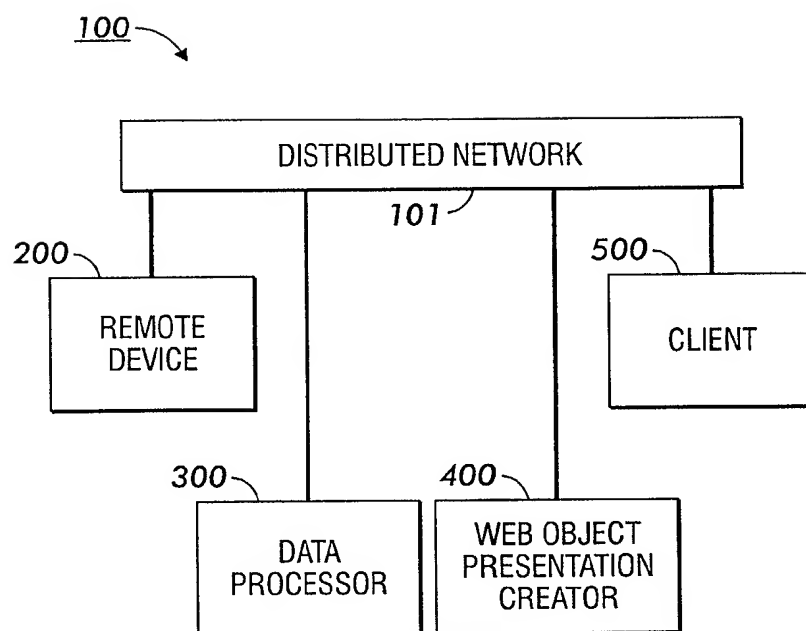 100
DISTRIBUTED NETWORK
101
200
500
REMOTE
DEVICE
CLIENT
300
400
DATA
PROCESSOR
WEB OBJECT
PRESENTATION
CREATOR